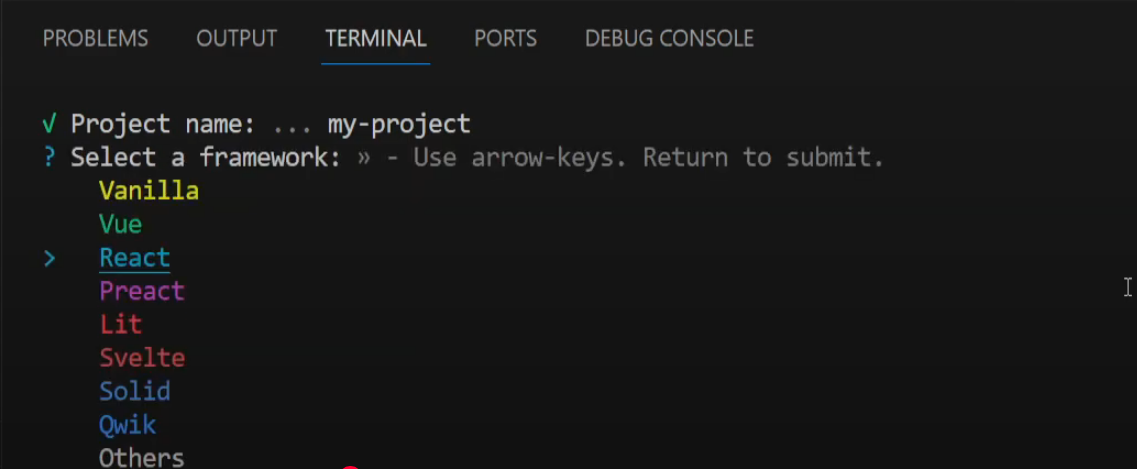 PROBLEMS OUTPUT TERMINAL PORTS DEBUG CONSOLE
√ Project name: ... my-project
? Select a framework: » - Use arrow-keys. Return to submit.
Vanilla
Vue
> React
Preact
Lit
Svelte
Solid
Qwik
Others